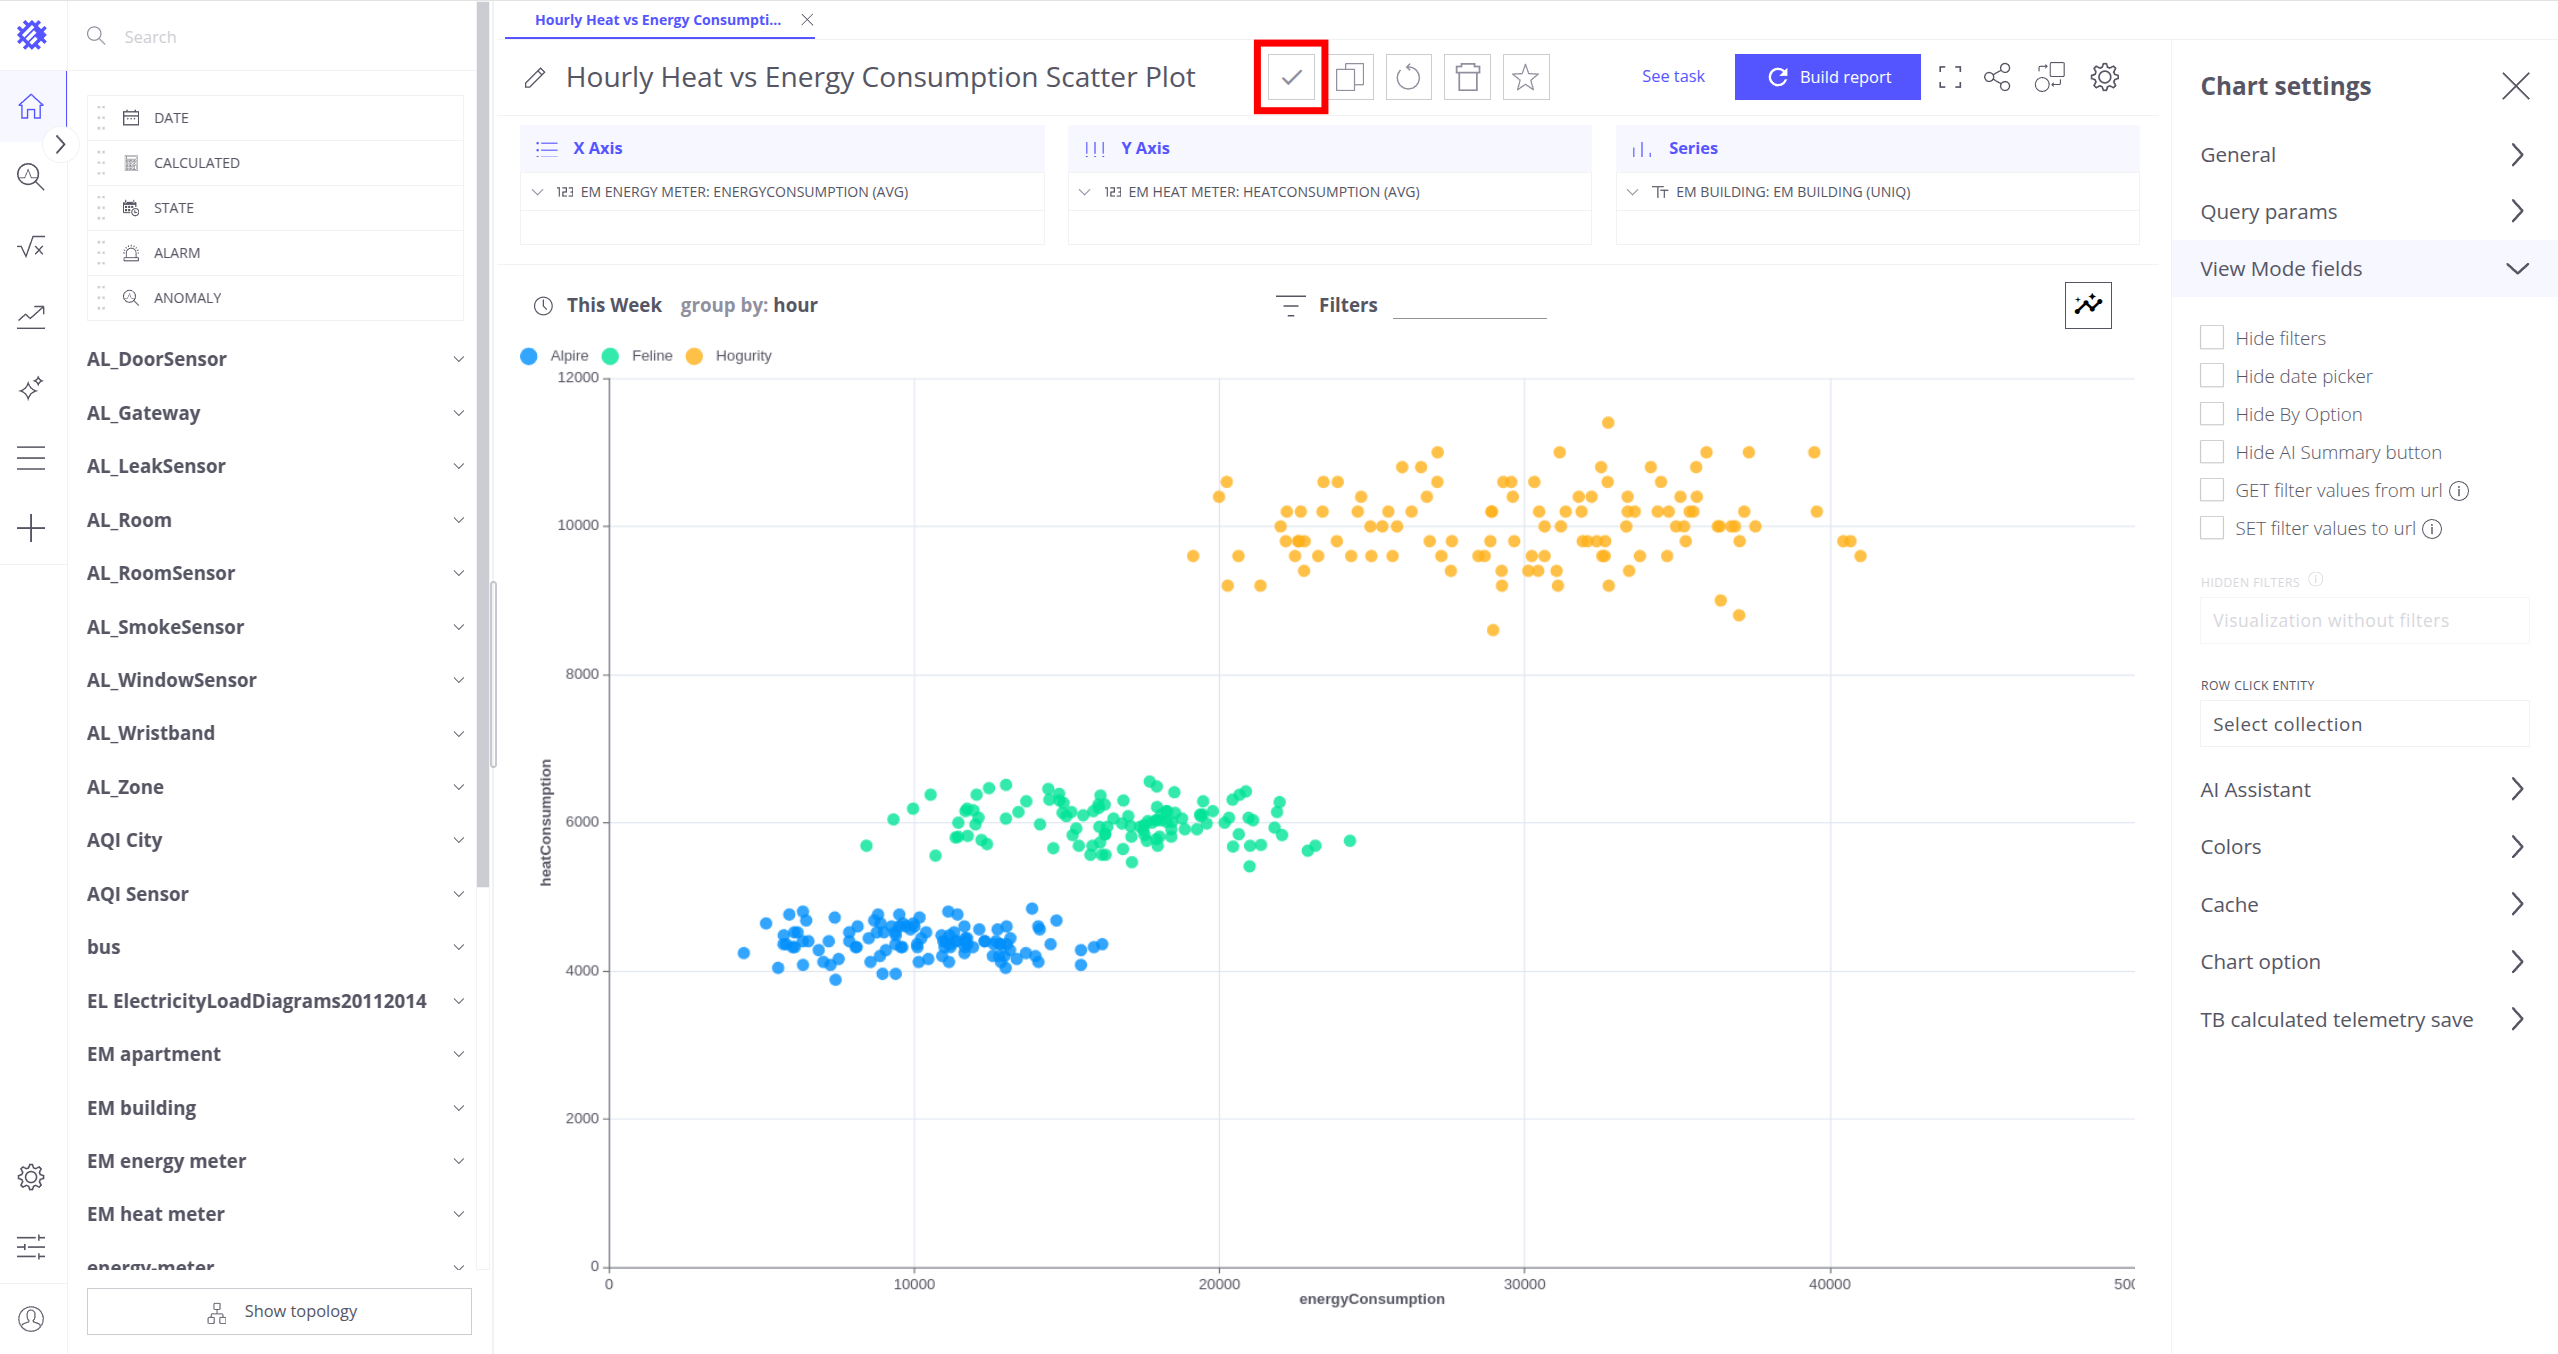 Hourly Heat vs Energy Consumpti...
Search
Hourly Heat vs Energy Consumption Scatter Plot
See task
Build report
DATE
CALCULATED
STATE
ALARM
ANOMALY
AL_DoorSensor
AL_Gateway
AL_LeakSensor
AL_Room
AL_RoomSensor
AL_SmokeSensor
AL_WindowSensor
AL_Wristband
AL_Zone
AQI City
AQI Sensor
bus
EL ElectricityLoadDiagrams20112014
EM apartment
EM building
EM energy meter
EM heat meter
energy-meter
Show topology
X Axis
123 EM ENERGY METER: ENERGYCONSUMPTION (AVG)
Y Axis
123 EM HEAT METER: HEATCONSUMPTION (AVG)
Series
Tт EM BUILDING: EM BUILDING (UNIQ)
This Week group by: hour
Filters
Alpire Feline Hogurity
12000
10000
8000
6000
4000
2000
0
heatConsumption
0 10000 20000 30000 40000 500
energyConsumption
Chart settings
General
Query params
View Mode fields
Hide filters
Hide date picker
Hide By Option
Hide AI Summary button
GET filter values from url
SET filter values to url
HIDDEN FILTERS
Visualization without filters
ROW CLICK ENTITY
Select collection
AI Assistant
Colors
Cache
Chart option
TB calculated telemetry save